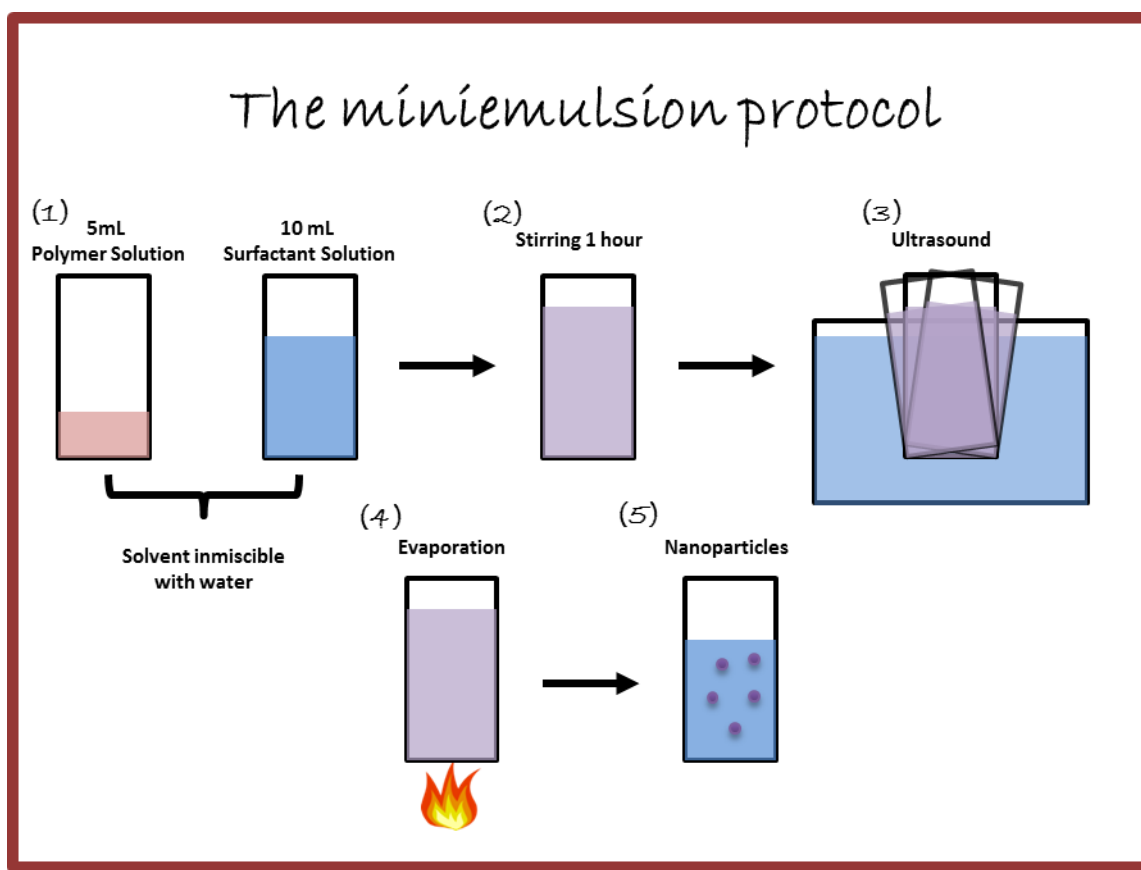 The miniemulsion protocol
(1)
5mL
Polymer Solution
10 mL
Surfactant Solution
(2)
Stirring 1 hour
(3)
Ultrasound
Solvent inmiscible
with water
(4)
Evaporation
(5)
Nanoparticles